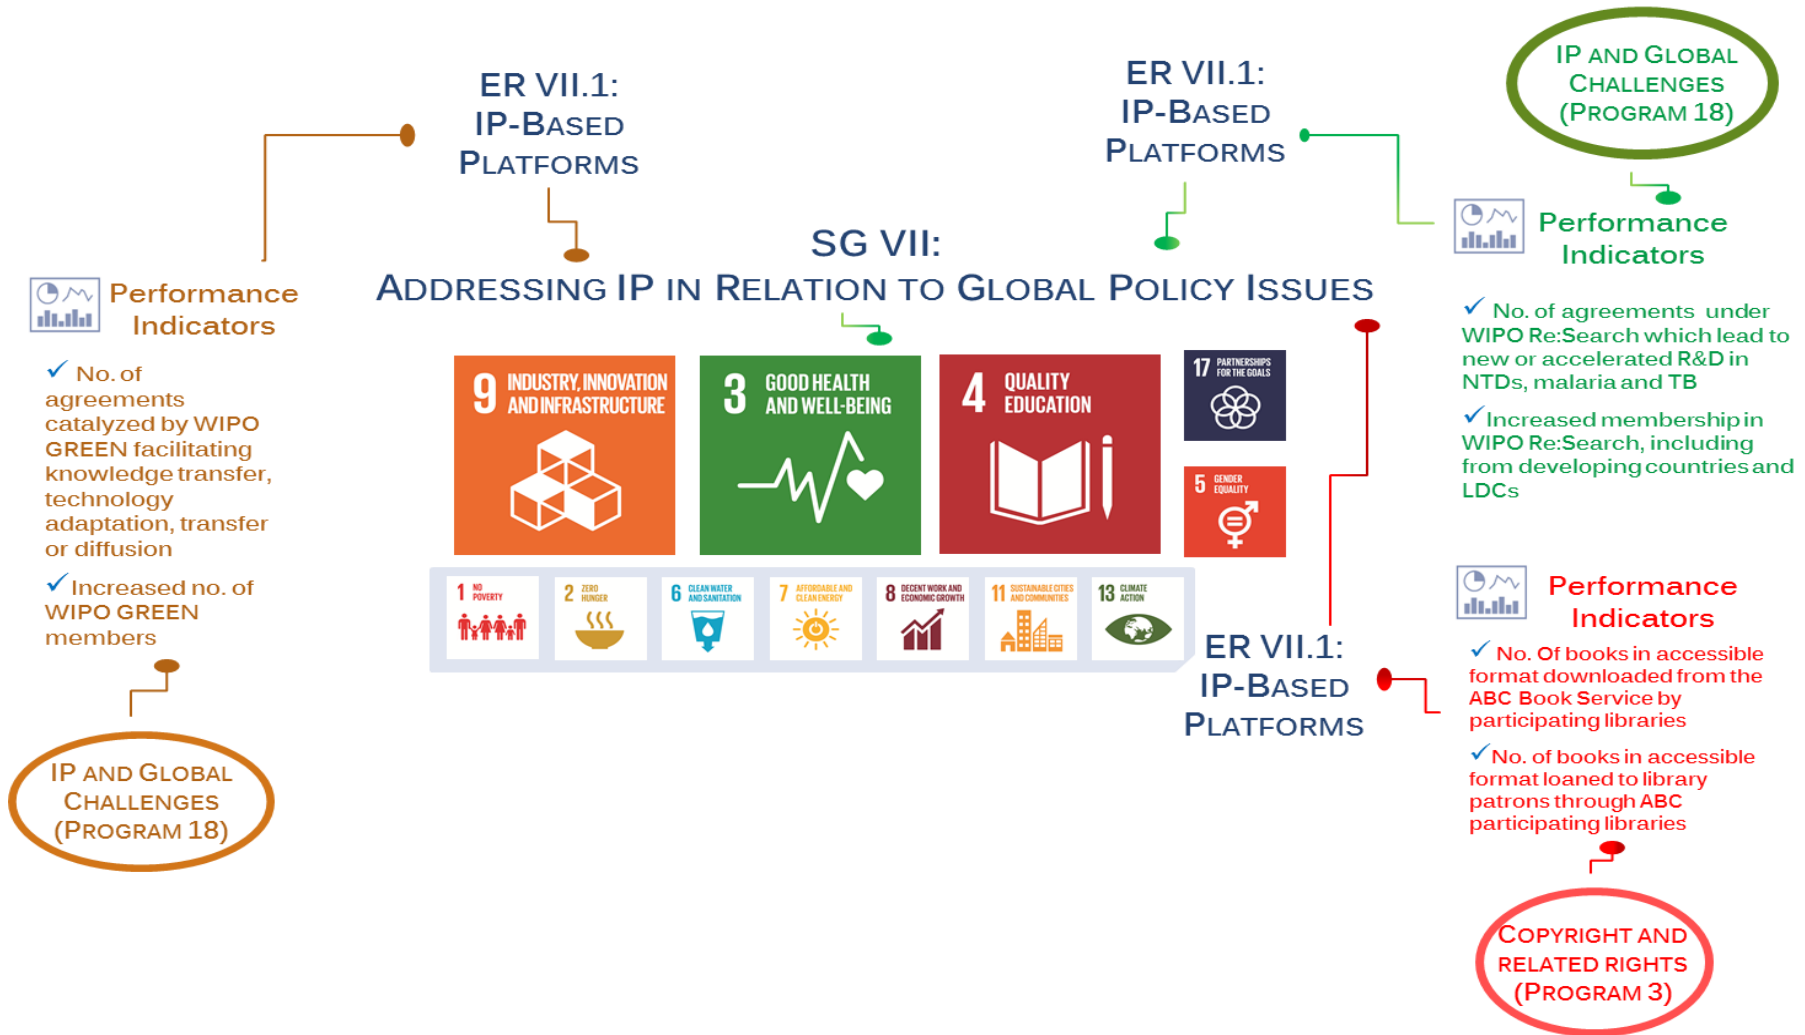 ER VII.1:
IP-BASED
PLATFORMS
ER VII.1:
IP-BASED
PLATFORMS
IP AND GLOBAL
CHALLENGES
(PROGRAM 18)
SG VII:
ADDRESSING IP IN RELATION TO GLOBAL POLICY ISSUES
Performance
Indicators
✓ No. of
agreements
catalyzed by WIPO
GREEN facilitating
knowledge transfer,
technology
adaptation, transfer
or diffusion
✓ Increased no. of
WIPO GREEN
members
IP AND GLOBAL
CHALLENGES
(PROGRAM 18)
9 INDUSTRY, INNOVATION
AND INFRASTRUCTURE
3 GOOD HEALTH
AND WELL-BEING
4 QUALITY
EDUCATION
17 PARTNERSHIPS
FOR THE GOALS
5 GENDER
EQUALITY
1 NO
POVERTY
2 ZERO
HUNGER
6 CLEAN WATER
AND SANITATION
7 AFFORDABLE AND
CLEAN ENERGY
8 DECENT WORK AND
ECONOMIC GROWTH
11 SUSTAINABLE CITIES
AND COMMUNITIES
13 CLIMATE
ACTION
ER VII.1:
IP-BASED
PLATFORMS
Performance
Indicators
✓ No. of agreements under
WIPO Re:Search which lead to
new or accelerated R&D in
NTDs, malaria and TB
✓ Increased membership in
WIPO Re:Search, including
from developing countries and
LDCs
Performance
Indicators
✓ No. Of books in accessible
format downloaded from the
ABC Book Service by
participating libraries
✓ No. of books in accessible
format loaned to library
patrons through ABC
participating libraries
COPYRIGHT AND
RELATED RIGHTS
(PROGRAM 3)